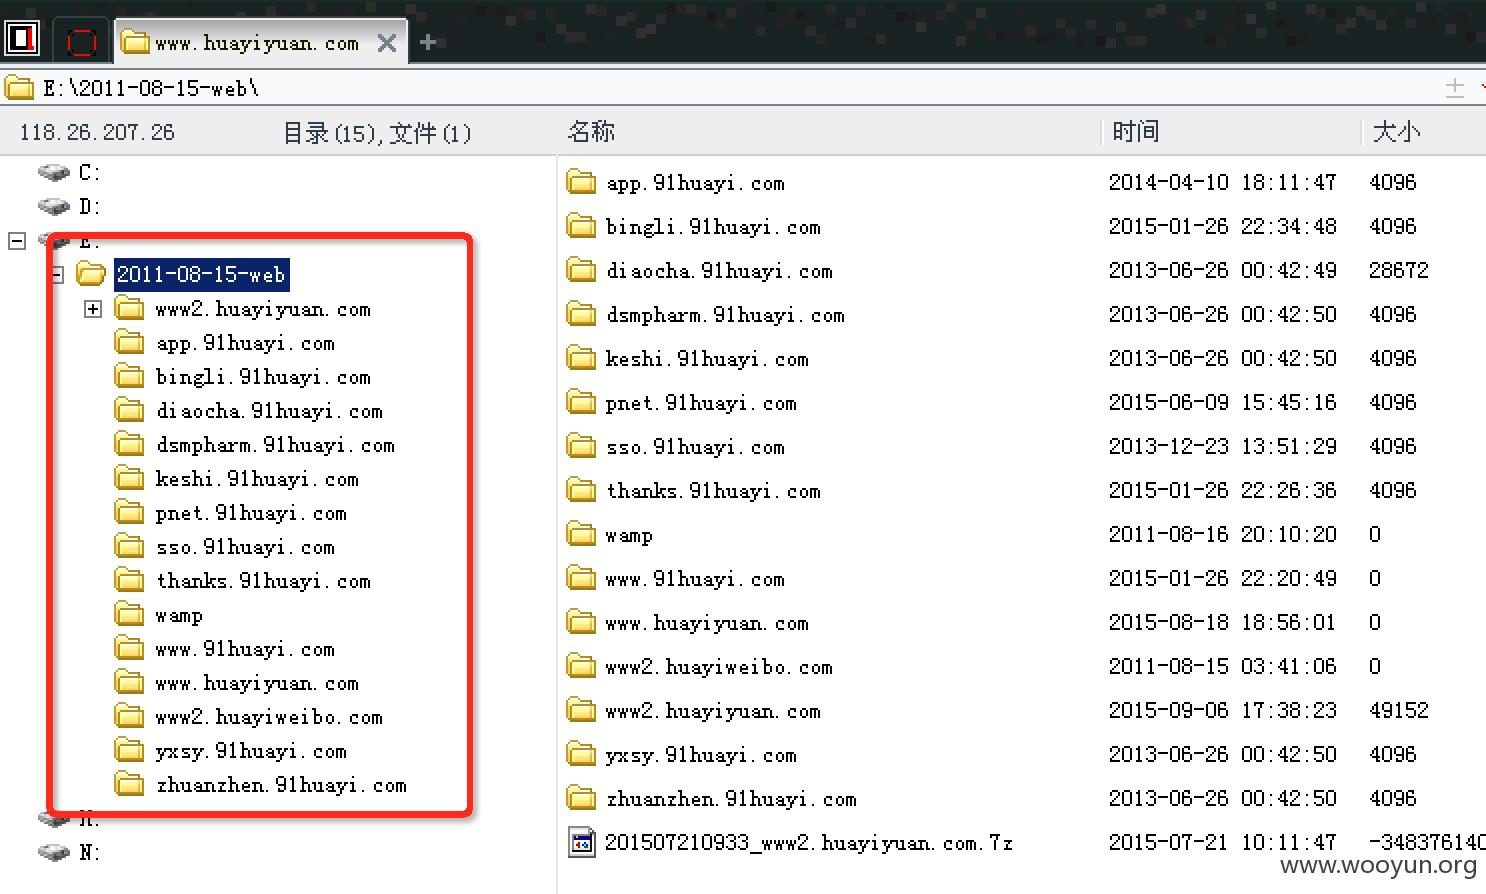 www.huayiyuan.com
E:\2011-08-15-web\
118.26.207.26 目录(15),文件(1) 名称 时间 大小
C:
D:
E:
2011-08-15-web
www2.huayiyuan.com
app.91huayi.com
bingli.91huayi.com
diaocha.91huayi.com
dsmpharm.91huayi.com
keshi.91huayi.com
pnet.91huayi.com
sso.91huayi.com
thanks.91huayi.com
wamp
www.91huayi.com
www.huayiyuan.com
www2.huayiweibo.com
yxsy.91huayi.com
zhuanzhen.91huayi.com
N:
app.91huayi.com 2014-04-10 18:11:47 4096
bingli.91huayi.com 2015-01-26 22:34:48 4096
diaocha.91huayi.com 2013-06-26 00:42:49 28672
dsmpharm.91huayi.com 2013-06-26 00:42:50 4096
keshi.91huayi.com 2013-06-26 00:42:50 4096
pnet.91huayi.com 2015-06-09 15:45:16 4096
sso.91huayi.com 2013-12-23 13:51:29 4096
thanks.91huayi.com 2015-01-26 22:26:36 4096
wamp 2011-08-16 20:10:20 0
www.91huayi.com 2015-01-26 22:20:49 0
www.huayiyuan.com 2015-08-18 18:56:01 0
www2.huayiweibo.com 2011-08-15 03:41:06 0
www2.huayiyuan.com 2015-09-06 17:38:23 49152
yxsy.91huayi.com 2013-06-26 00:42:50 4096
zhuanzhen.91huayi.com 2013-06-26 00:42:50 4096
201507210933_www2.huayiyuan.com.7z 2015-07-21 10:11:47 -348376140
www.wooyun.org